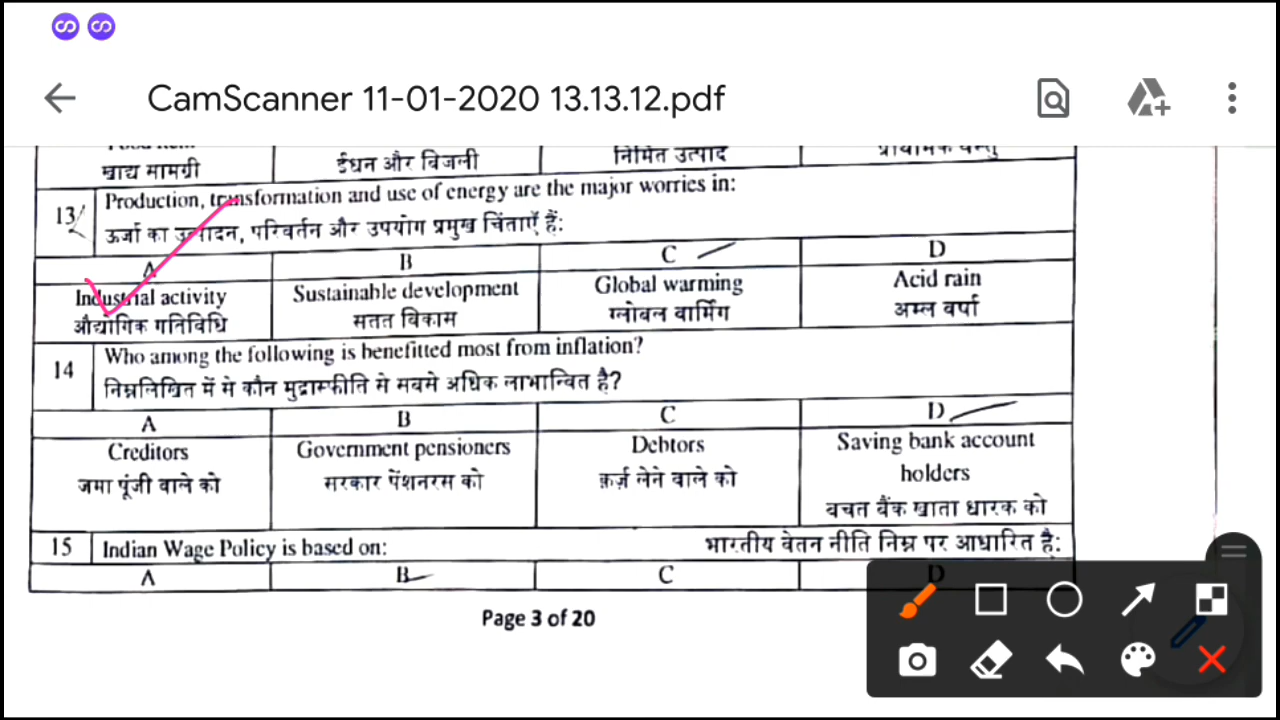 CamScanner 11-01-2020 13.13.12.pdf
खाद्य सामग्री
ईंधन और बिजली
निर्मित उत्पाद
13
Production, transformation and use of energy are the major worries in:
ऊर्जा का उत्पादन, परिवर्तन और उपयोग प्रमुख चिंताएँ हैं:
A
B
C
D
Industrial activity
Sustainable development
Global warming
Acid rain
औद्योगिक गतिविधि
सतत विकास
ग्लोबल वार्मिंग
अम्ल वर्षा
14
Who among the following is benefitted most from inflation?
निम्नलिखित में से कौन मुद्रास्फीति से सबसे अधिक लाभान्वित है?
A
B
C
D
Creditors
Government pensioners
Debtors
Saving bank account
holders
जमा पूंजी वाले को
सरकार पेंशनरस को
क़र्ज़ लेने वाले को
बचत बैंक खाता धारक को
15
Indian Wage Policy is based on:
भारतीय वेतन नीति निम्न पर आधारित है:
A
B
C
D
Page 3 of 20